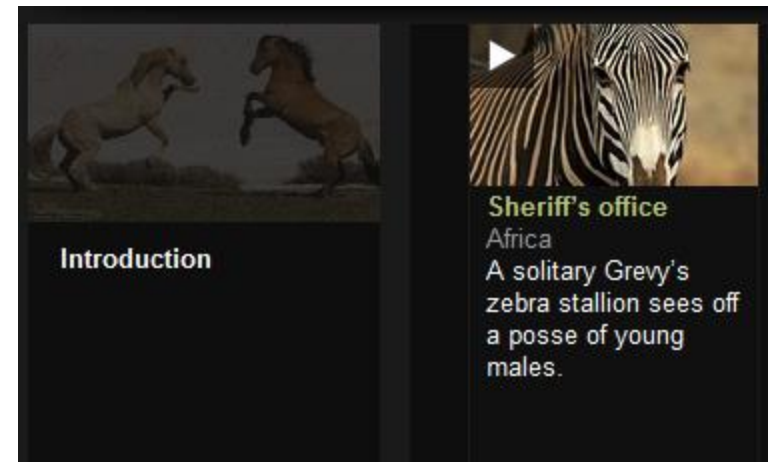 Introduction
Sheriff's office
Africa
A solitary Grevy's
zebra stallion sees off
a posse of young
males.